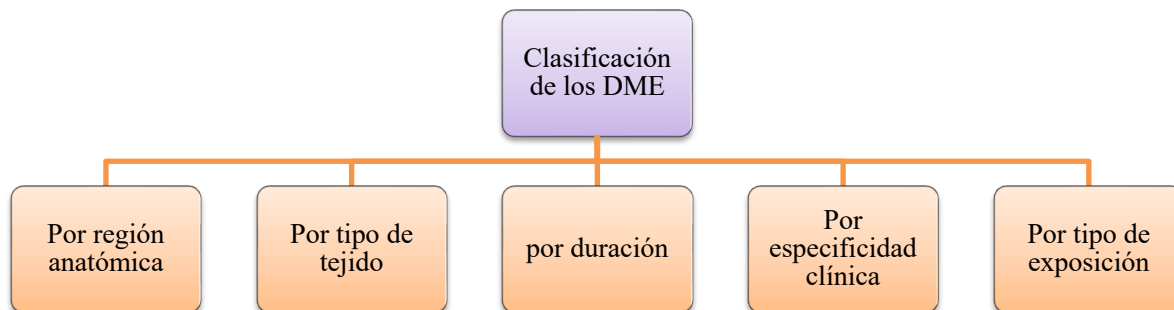 Clasificación
de los DME
Por región
anatómica
Por tipo de
tejido
por duración
Por
especificidad
clínica
Por tipo de
exposición